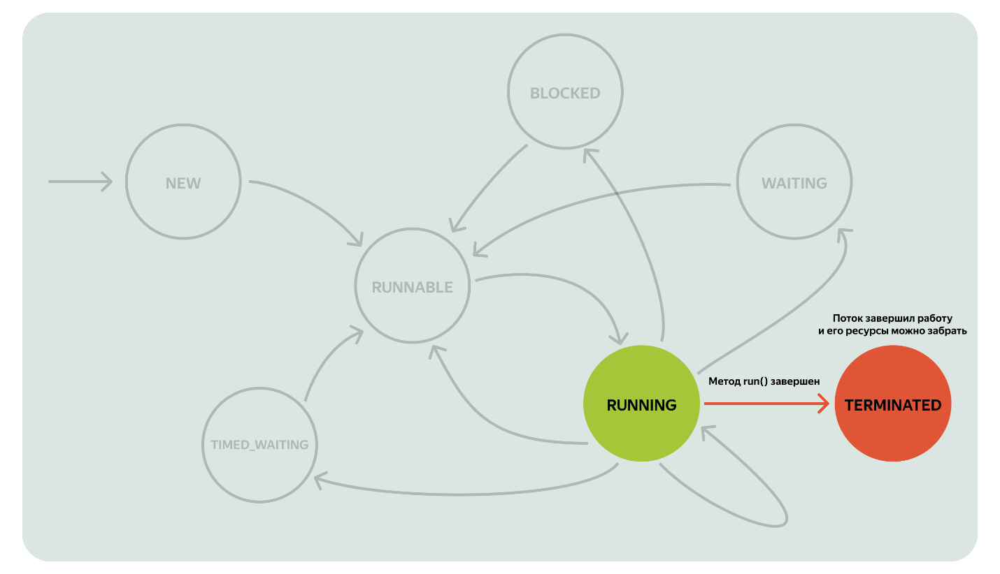 BLOCKED
NEW
WAITING
RUNNABLE
Поток завершил работу
и его ресурсы можно забрать
Метод run() завершен
RUNNING
TERMINATED
TIMED_WAITING